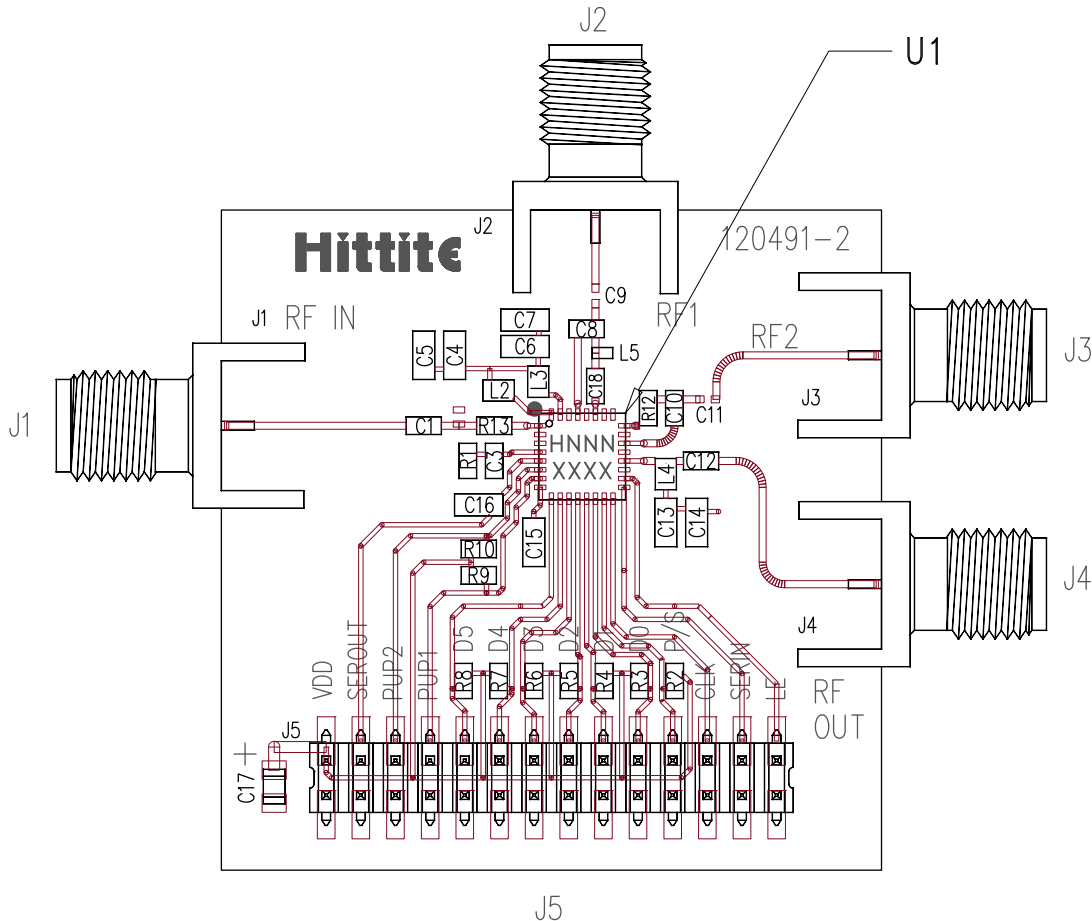 J2
U1
J2
Hittite
120491-2
J1 RF IN
C9
RF1
C7
C8
RF2
C6
L5
J3
C5
C4
L3
L2
C18
R12
C10
C11
J3
J1
C1
R13
HNNN
XXXX
R1
C3
L4
C12
C16
C15
C13
C14
R10
R9
J4
J4
VDD
SEROUT
PUP2
PUP1
D5
D4
D3
D2
D1
D0
P/S
CLK
SERIN
LE
R8
R7
R6
R5
R4
R3
R2
RF
OUT
J5
+
C17
J5